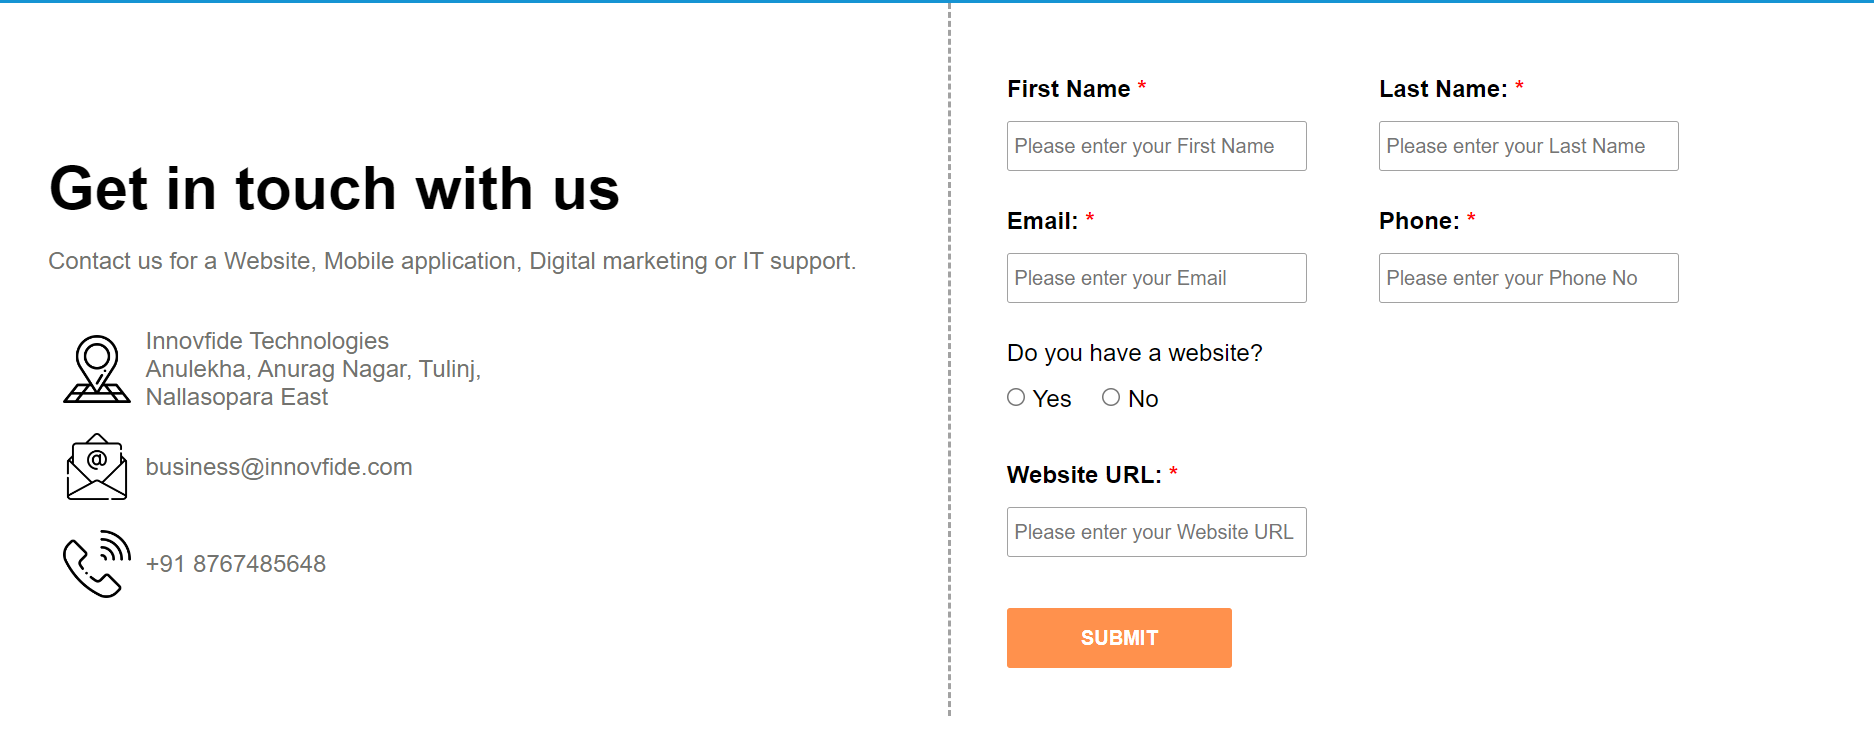 Get in touch with us
Contact us for a Website, Mobile application, Digital marketing or IT support.
Innovfide Technologies
Anulekha, Anurag Nagar, Tulinj,
Nallasopara East
@
business@innovfide.com
+91 8767485648
First Name *
Last Name: *
Please enter your First Name
Please enter your Last Name
Email: *
Phone: *
Please enter your Email
Please enter your Phone No
Do you have a website?
Yes No
Website URL: *
Please enter your Website URL
SUBMIT